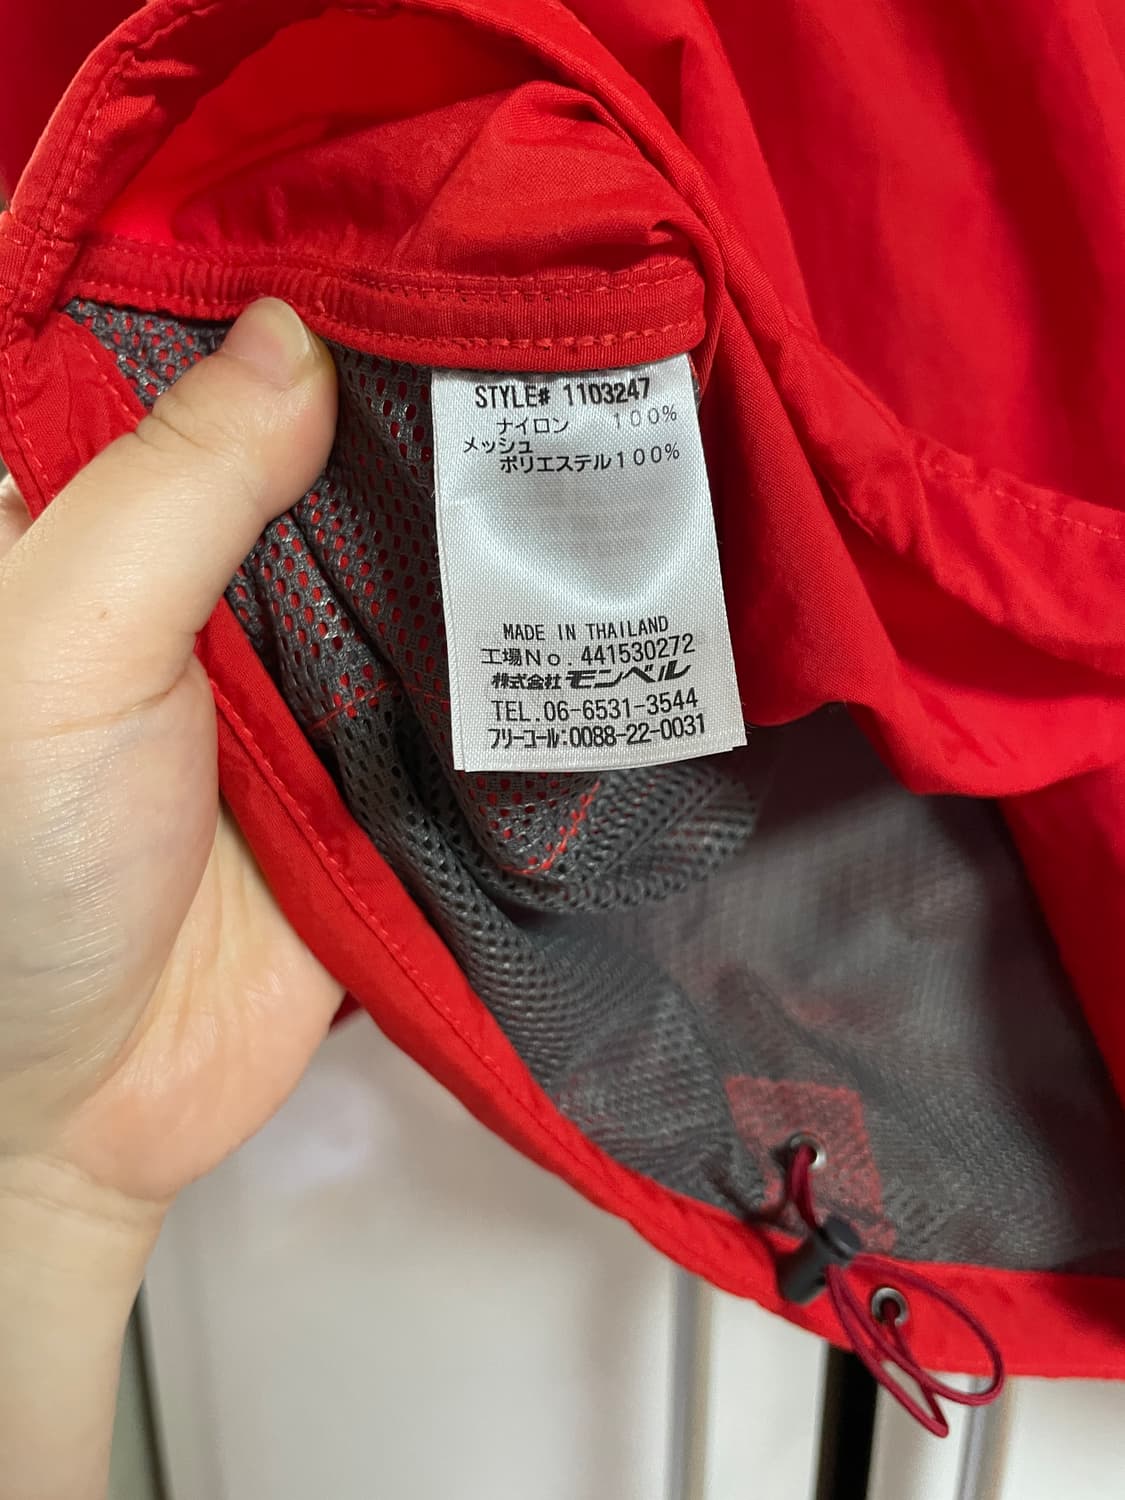 STYLE# 1103247
ナイロン 100%
メッシュ
ポリエステル100%
MADE IN THAILAND
工場No.441530272
株式会社モンベル
TEL.06-6531-3544
フリーコール:0088-22-0031